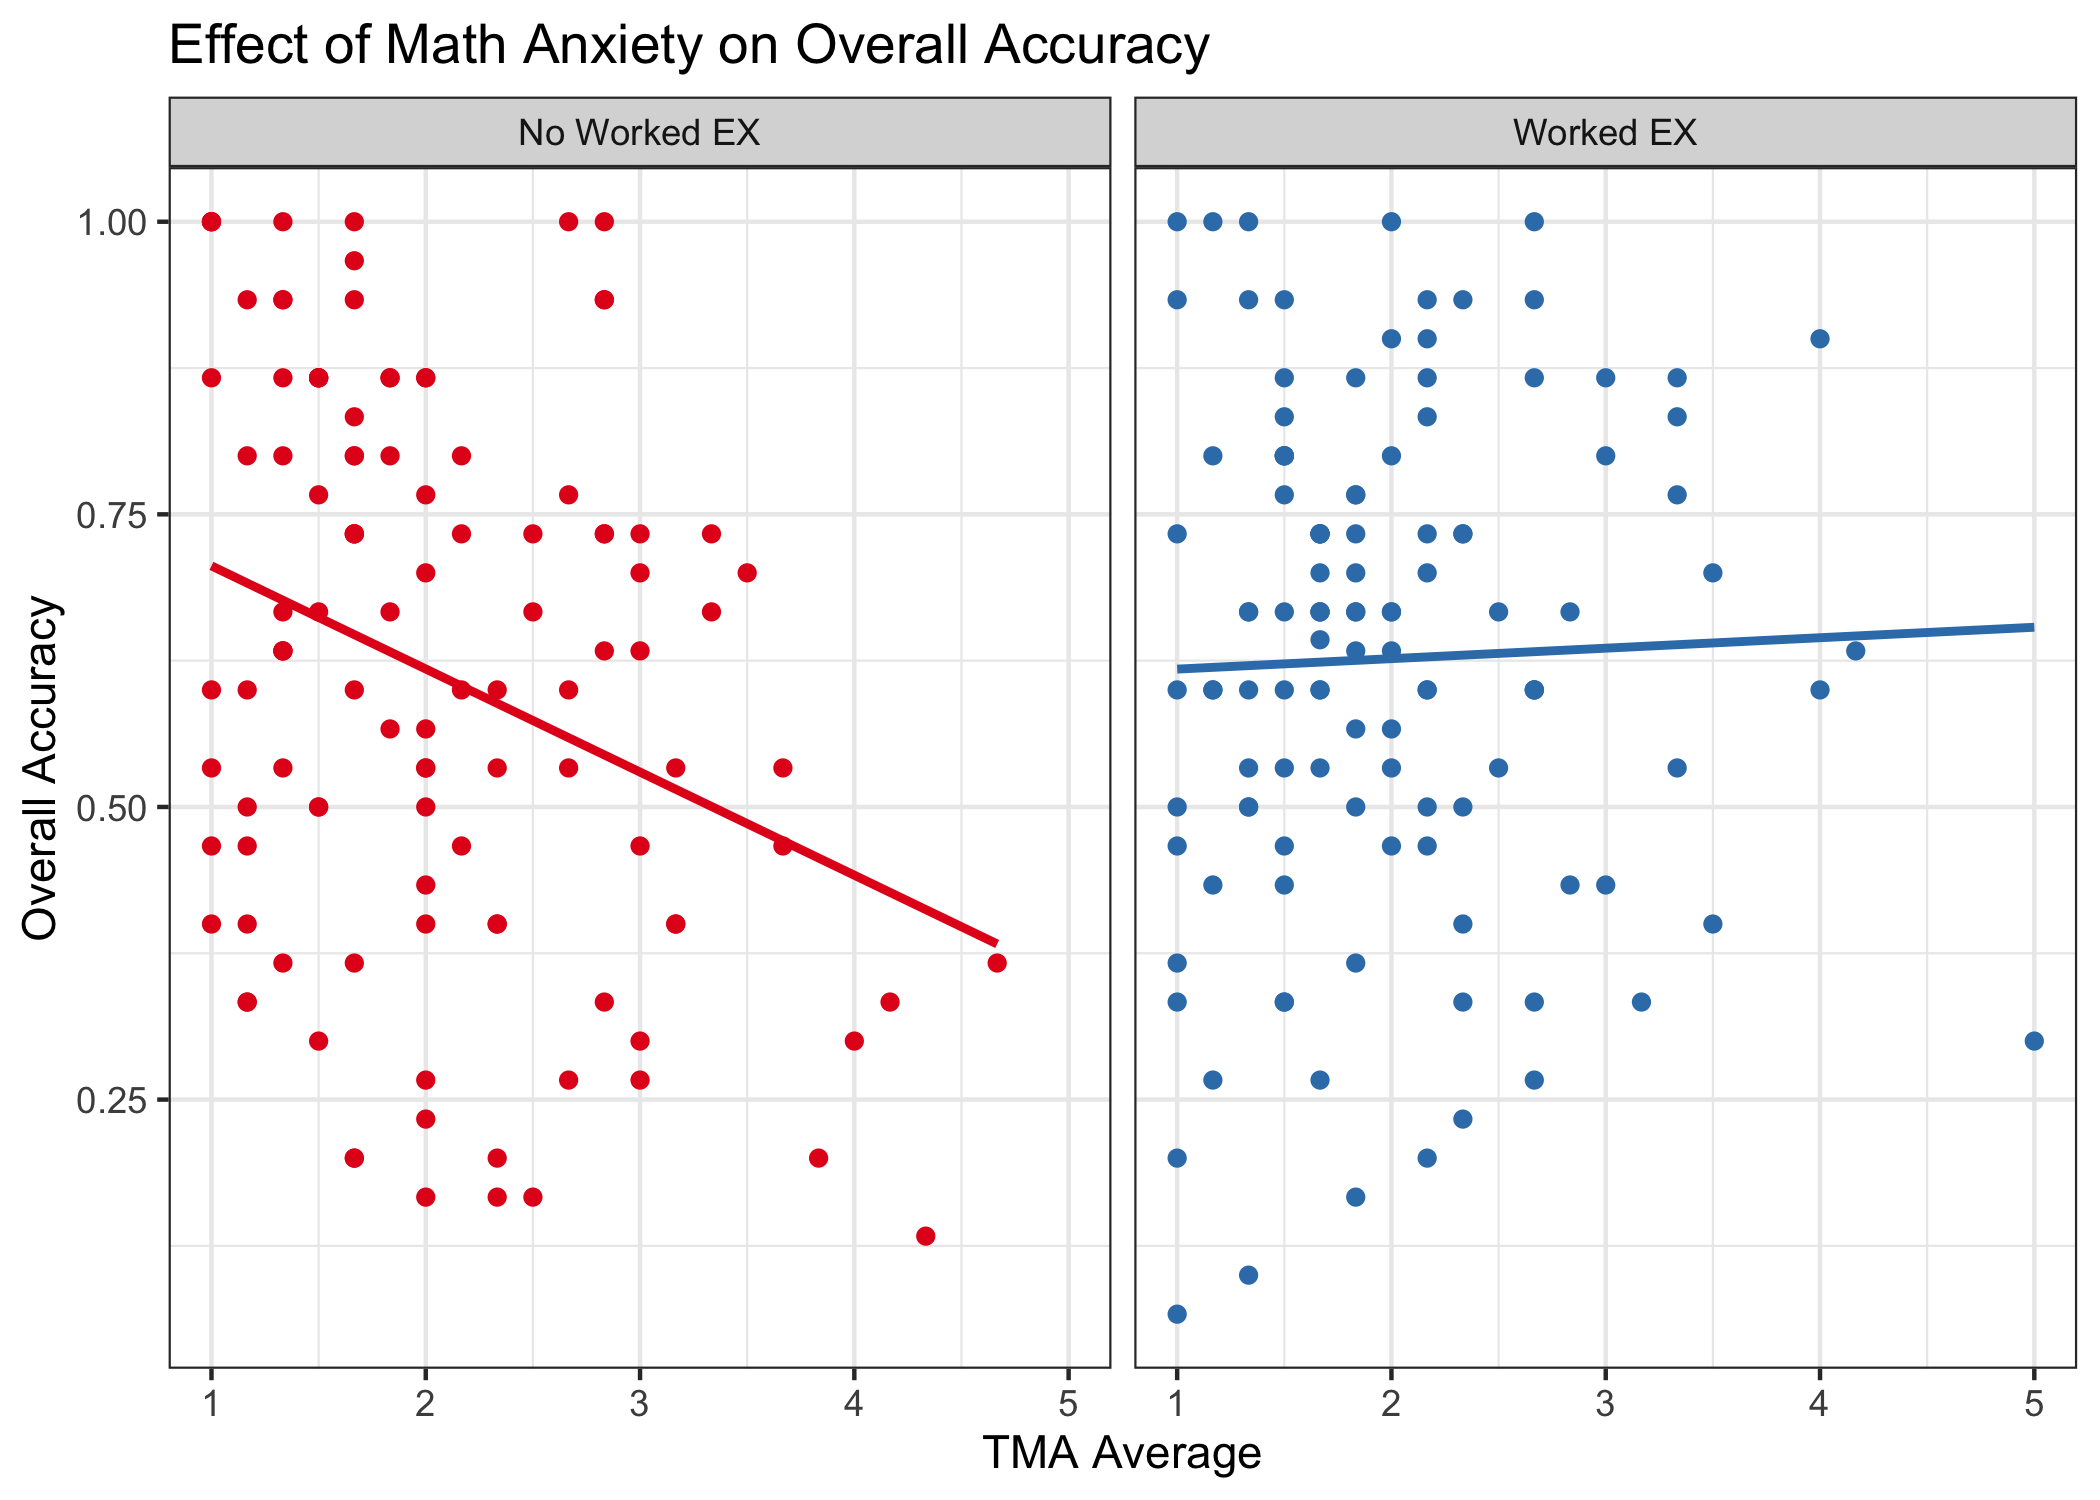 Effect of Math Anxiety on Overall Accuracy
No Worked EX
Worked EX
Overall Accuracy
1.00
0.75
0.50
0.25
1 2 3 4 5
1 2 3 4 5
TMA Average